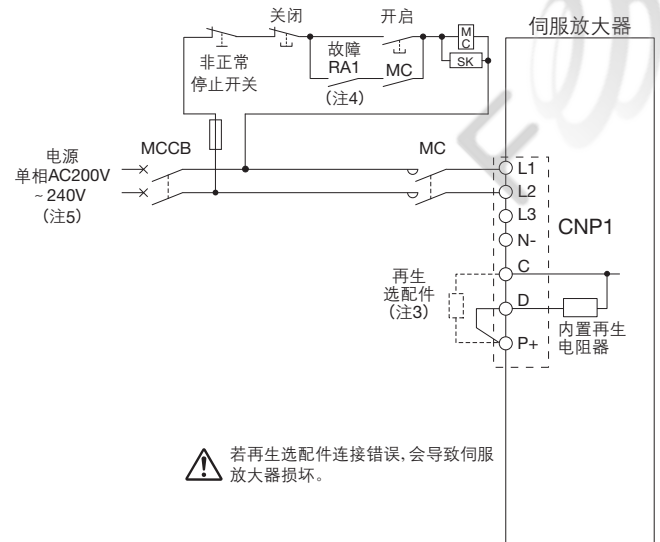 关闭
开启
伺服放大器
M
C
SK
非正常
停止开关
故障
RA1
MC
(注4)
电源
单相AC200V
~240V
(注5)
MCCB
MC
L1
L2
L3
N-
CNP1
C
D
P+
再生
选配件
(注3)
内置再生
电阻器
若再生选配件连接错误,会导致伺服
放大器损坏。